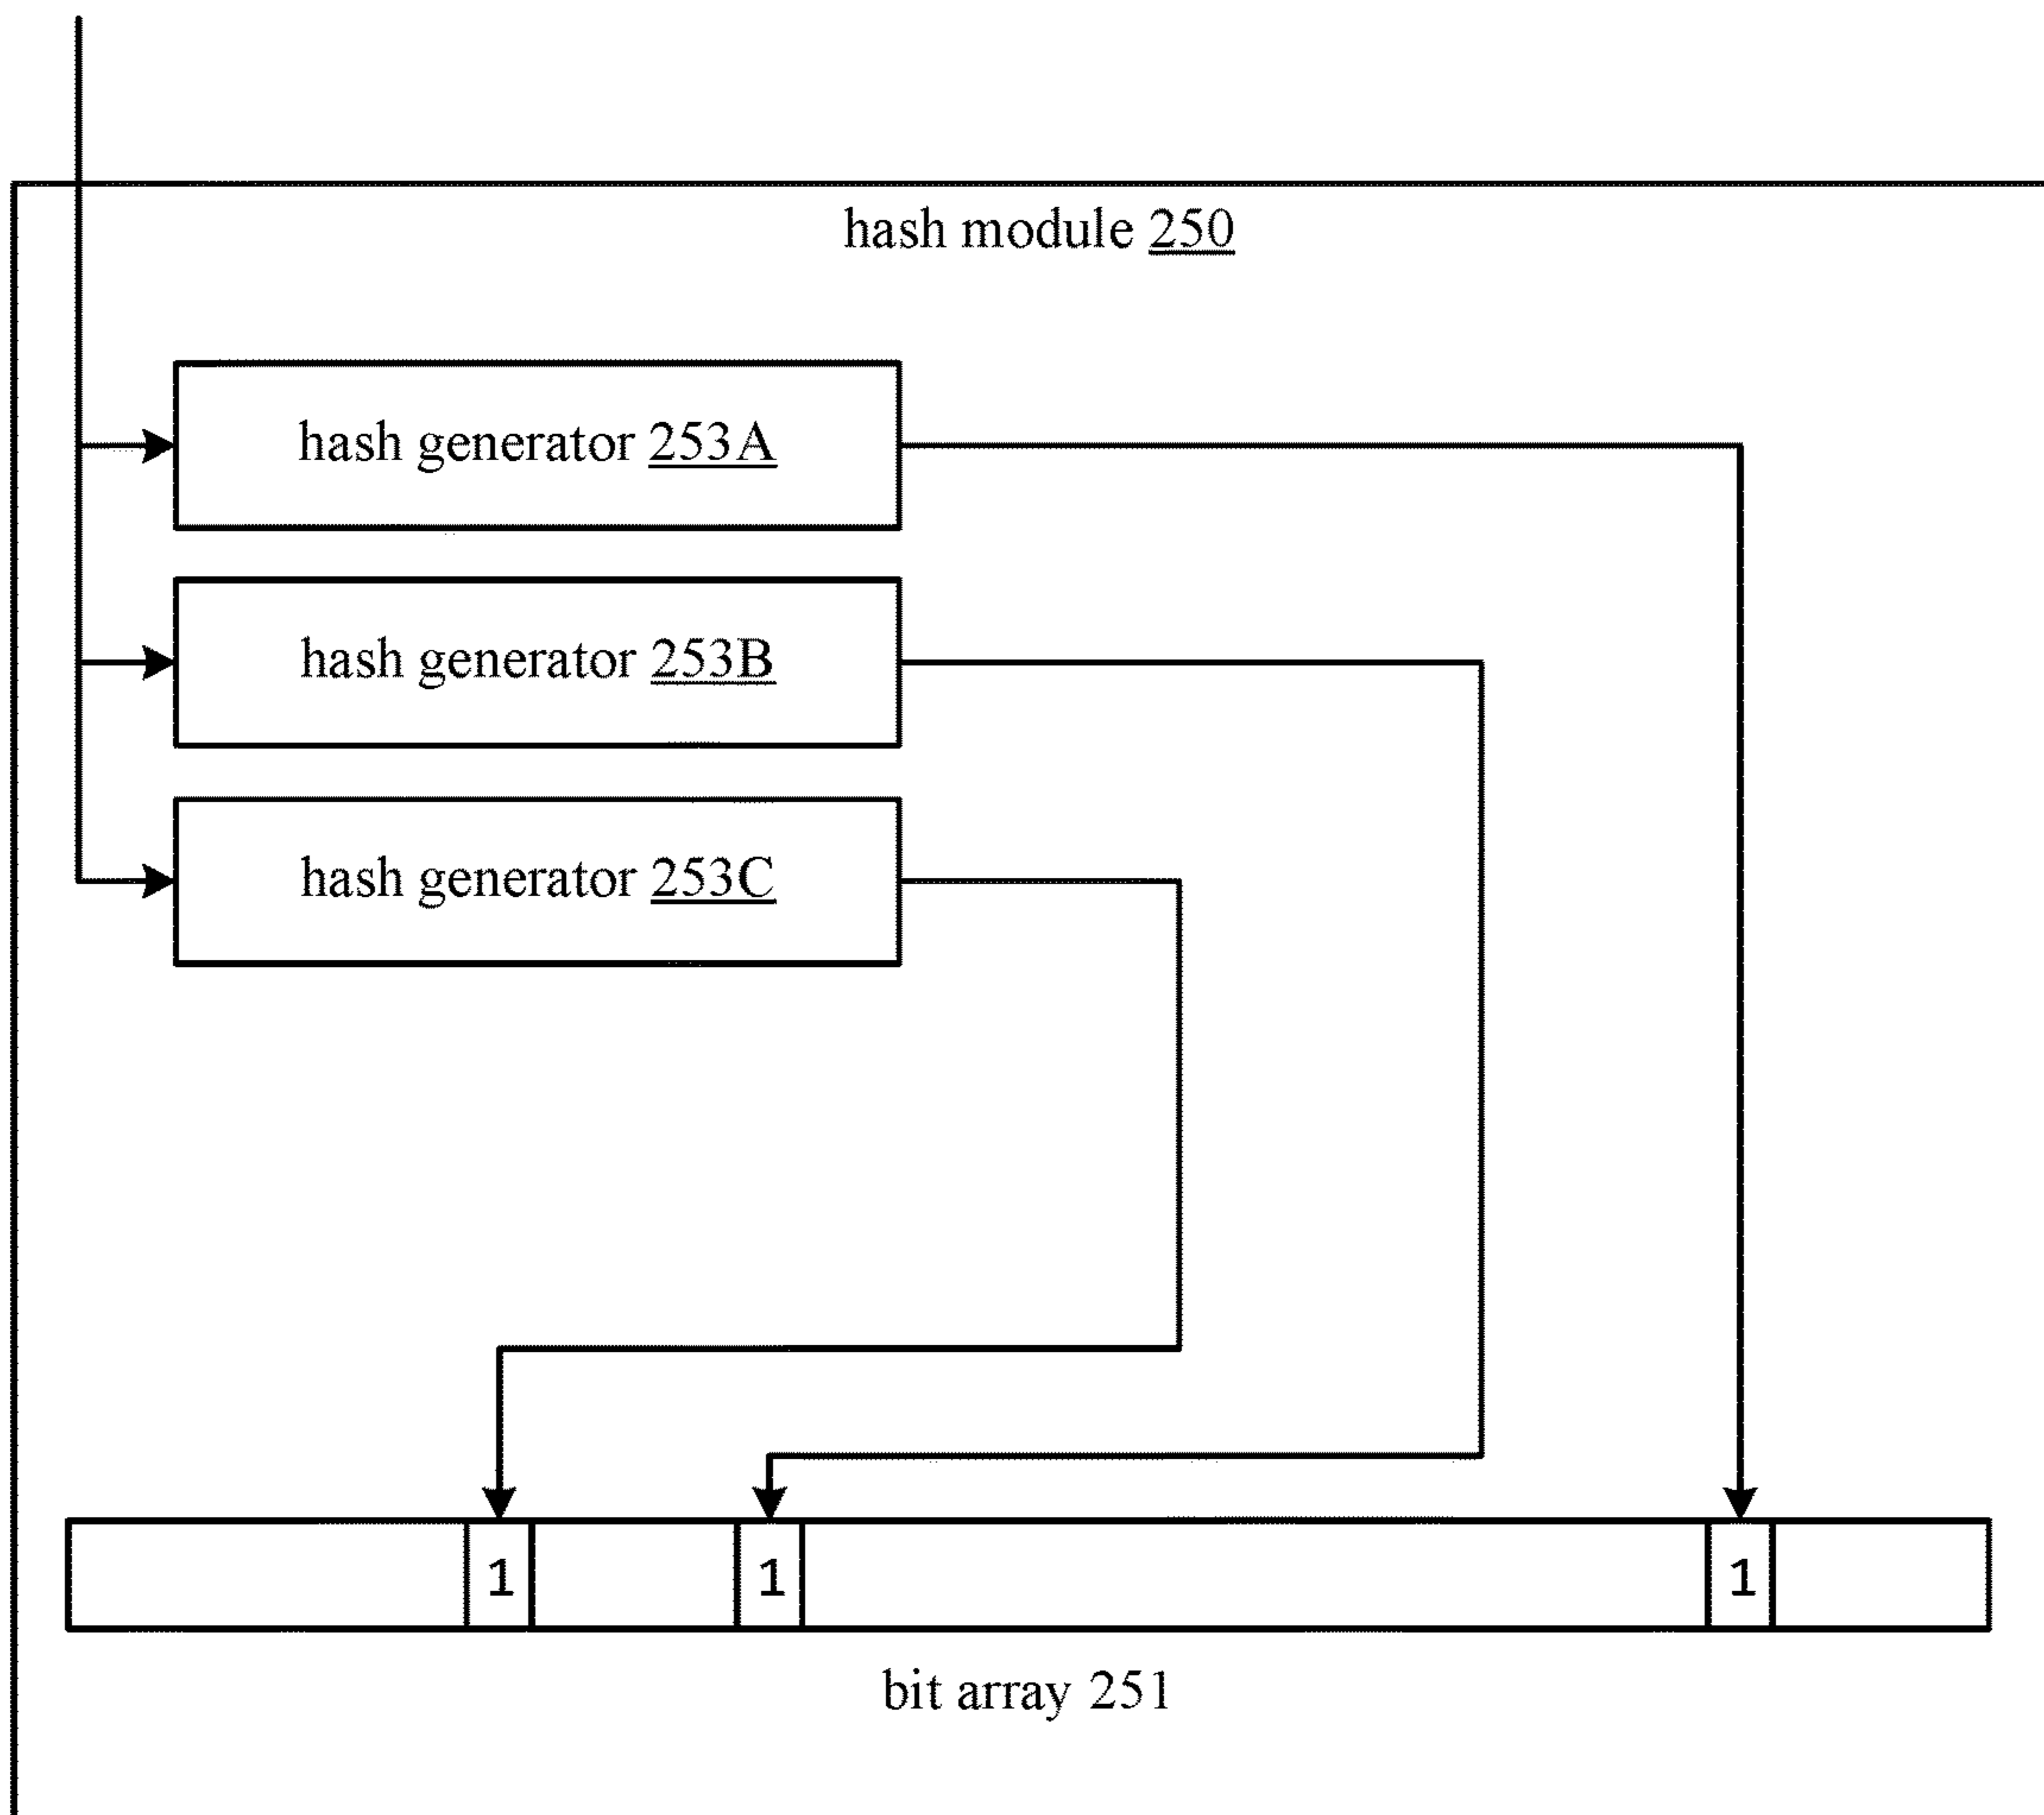 hash module 250
hash generator 253A
hash generator 253B
hash generator 253C
1 1 1
bit array 251